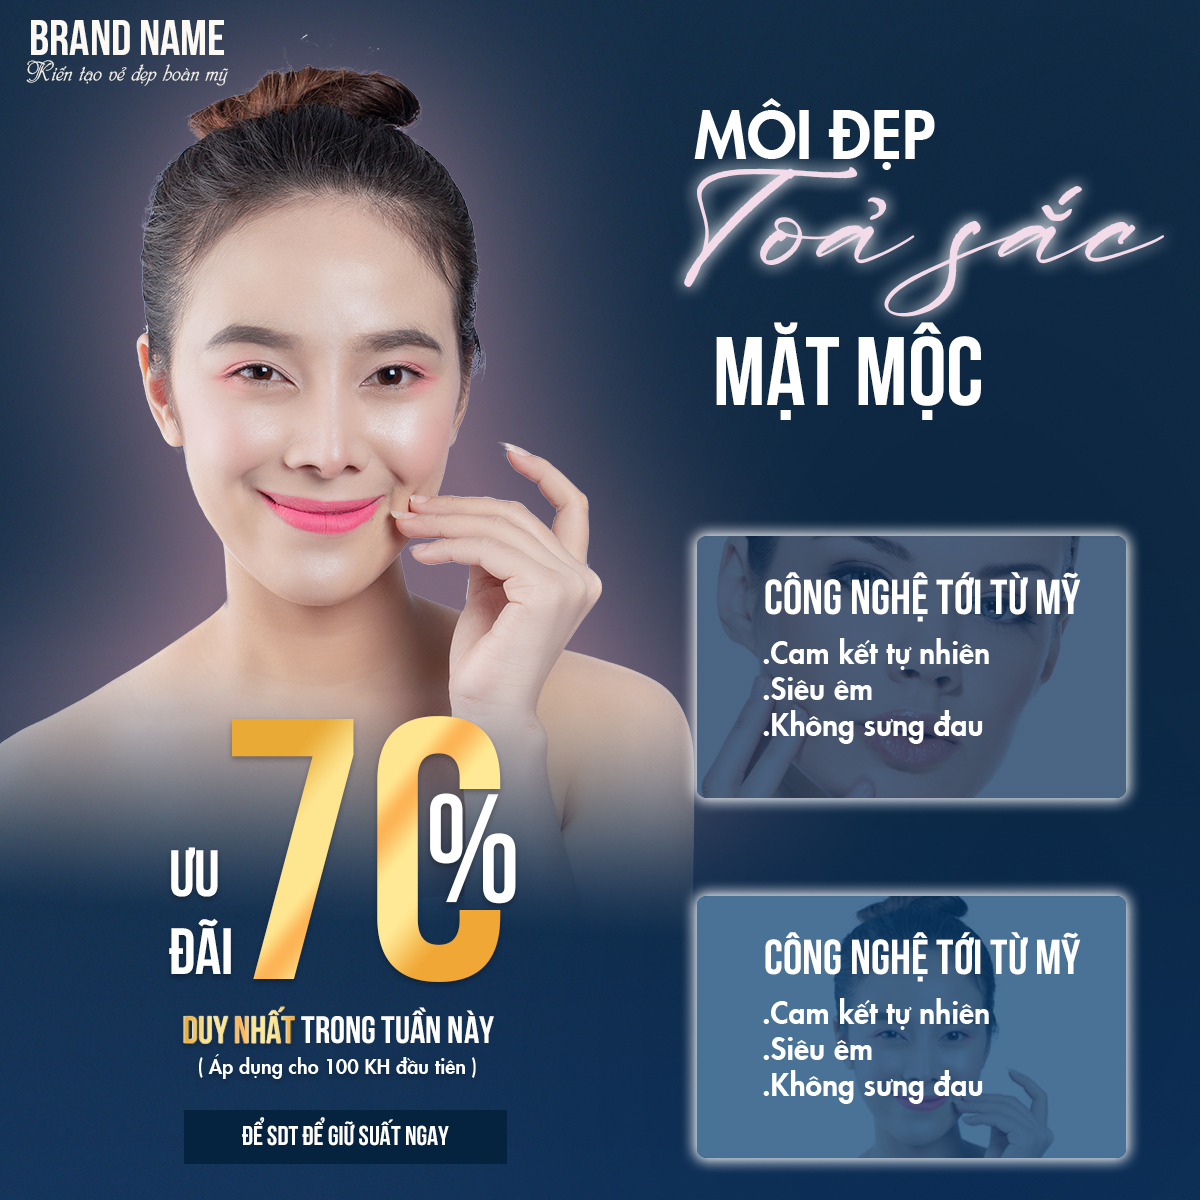 BRAND NAME
Kiến tạo vẻ đẹp hoàn mỹ
MÔI ĐẸP
Toả sắc
MẶT MỘC
CÔNG NGHỆ TỚI TỪ MỸ
.Cam kết tự nhiên
.Siêu êm
.Không sưng đau
ƯU
ĐÃI
70%
DUY NHẤT TRONG TUẦN NÀY
( Áp dụng cho 100 KH đầu tiên )
ĐỂ SDT ĐỂ GIỮ SUẤT NGAY
CÔNG NGHỆ TỚI TỪ MỸ
.Cam kết tự nhiên
.Siêu êm
.Không sưng đau